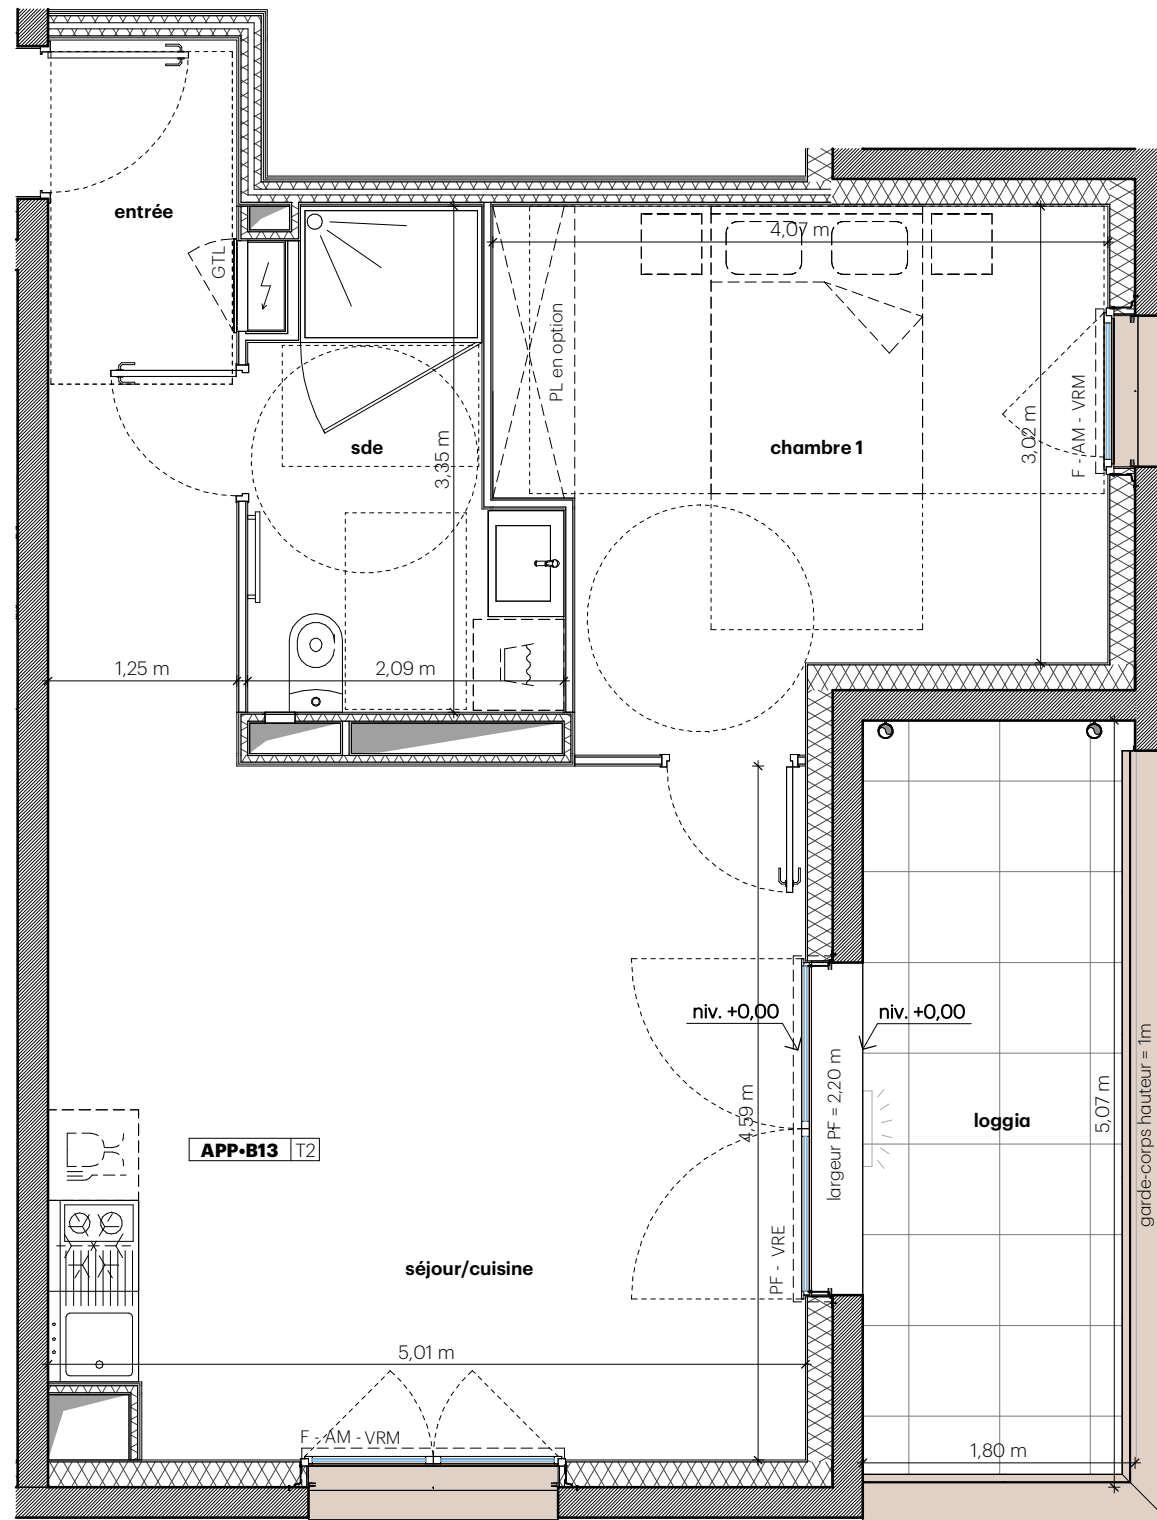 entrée
GTL
4,07 m
PL en option
sde
3,35 m
chambre 1
3,02 m
F - AM - VRM
1,25 m
2,09 m
niv. +0,00
niv. +0,00
largeur PF = 2,20 m
4,59 m
loggia
5,07 m
garde-corps hauteur = 1m
APP•B13 T2
PF - VRE
séjour/cuisine
5,01 m
F - AM - VRM
1,80 m